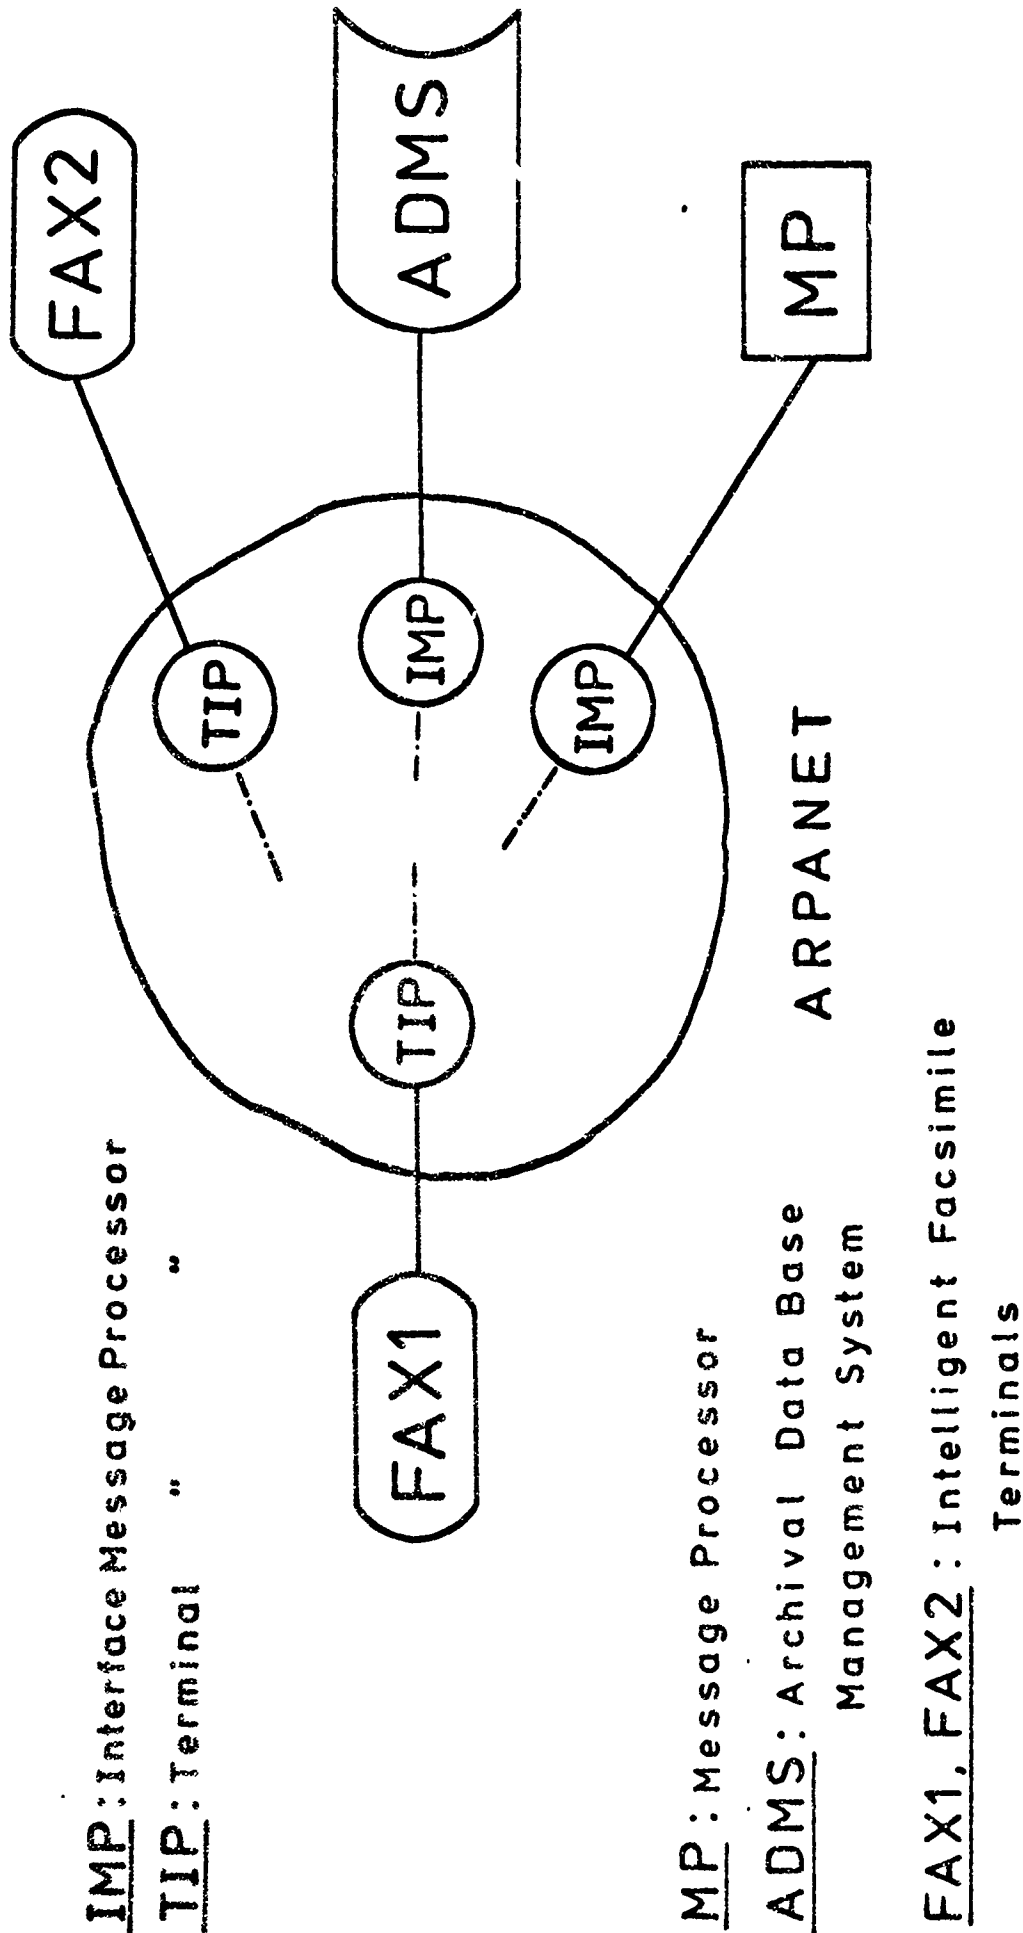 IMP : Interface Message Processor
TIP : Terminal " "
FAX2
TIP
FAX1
TIP
IMP
ADMS
IMP
MP
ARPANET
MP : Message Processor
ADMS : Archival Data Base
Management System
FAX1, FAX2 : Intelligent Facsimile
Terminals